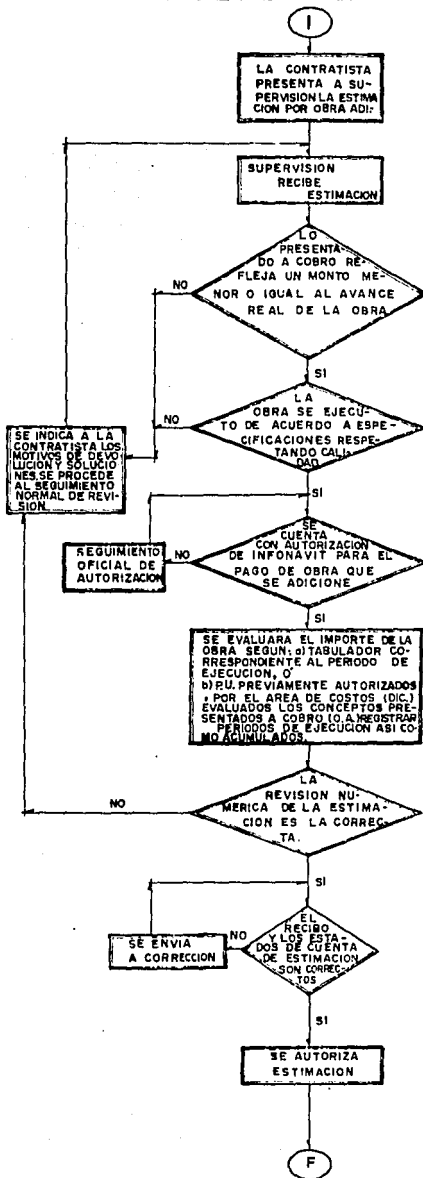 I
LA CONTRATISTA
PRESENTA A SU-
PERVISION LA ESTIMA
CION POR OBRA ADI.
SUPERVISION
RECIBE
ESTIMACION
LO
PRESENTA-
DO A COBRO RE-
FLEJA UN MONTO ME-
NOR O IGUAL AL AVANCE
REAL DE LA OBRA
NO
SI
LA
OBRA SE EJECU-
TO DE ACUERDO A ESPE-
CIFICACIONES RESPE-
TANDO CALI-
DAD
NO
SI
SE INDICA A LA
CONTRATISTA LOS
MOTIVOS DE DEVO
LUCION Y SOLUCIO
NES, SE PROCEDE
AL SEGUIMIENTO
NORMAL DE REVI-
SION.
SE
CUENTA
CON AUTORIZACION
DE INFONAVIT PARA EL
PAGO DE OBRA QUE
SE ADICIONE
NO
SEGUIMIENTO
OFICIAL DE
AUTORIZACION
SI
SE EVALUARA EL IMPORTE DE LA
OBRA SEGUN: a) TABULADOR CO-
RRESPONDIENTE AL PERIODO DE
EJECUCION, O
b) P.U. PREVIAMENTE AUTORIZADOS
POR EL AREA DE COSTOS (DIC.)
EVALUADOS LOS CONCEPTOS PRE-
SENTADOS A COBRO (O.A.) REGISTRAR
PERIODOS DE EJECUCION ASI CO-
MO ACUMULADOS.
LA
REVISION NU-
MERICA DE LA ESTIMA-
CION ES LA CORREC-
TA.
NO
SI
EL
RECIBO
Y LOS ESTA-
DOS DE CUENTA
DE ESTIMACION
SON CORREC-
TOS
NO
SE ENVIA
A CORRECCION
SI
SE AUTORIZA
ESTIMACION
F